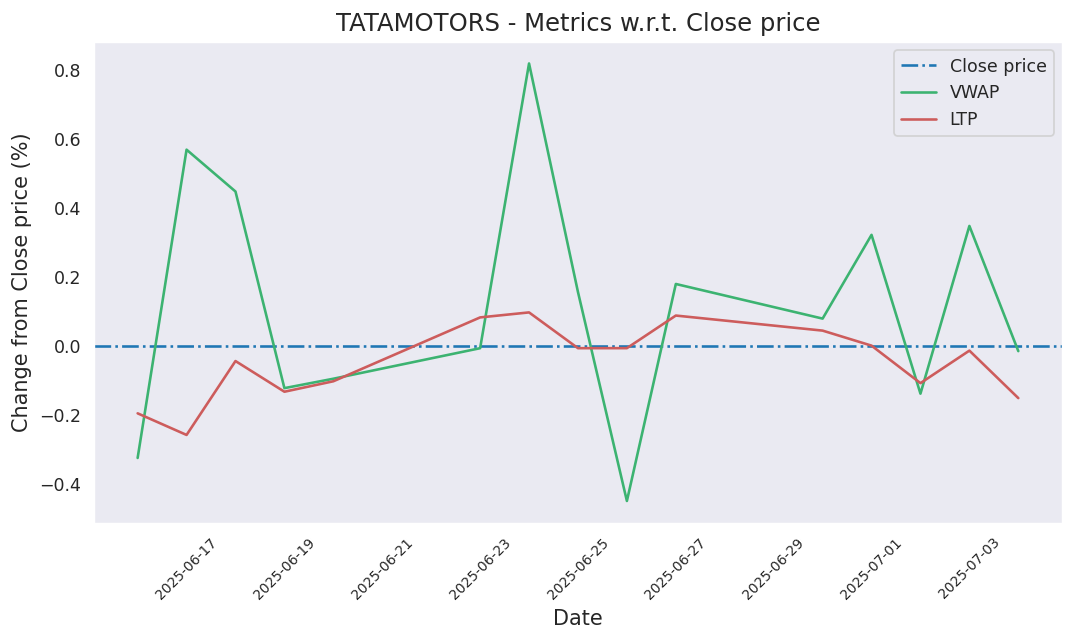 TATAMOTORS - Metrics w.r.t. Close price
Close price
VWAP
LTP
Change from Close price (%)
0.8
0.6
0.4
0.2
0.0
−0.2
−0.4
2025-06-17
2025-06-19
2025-06-21
2025-06-23
2025-06-25
2025-06-27
2025-06-29
2025-07-01
2025-07-03
Date